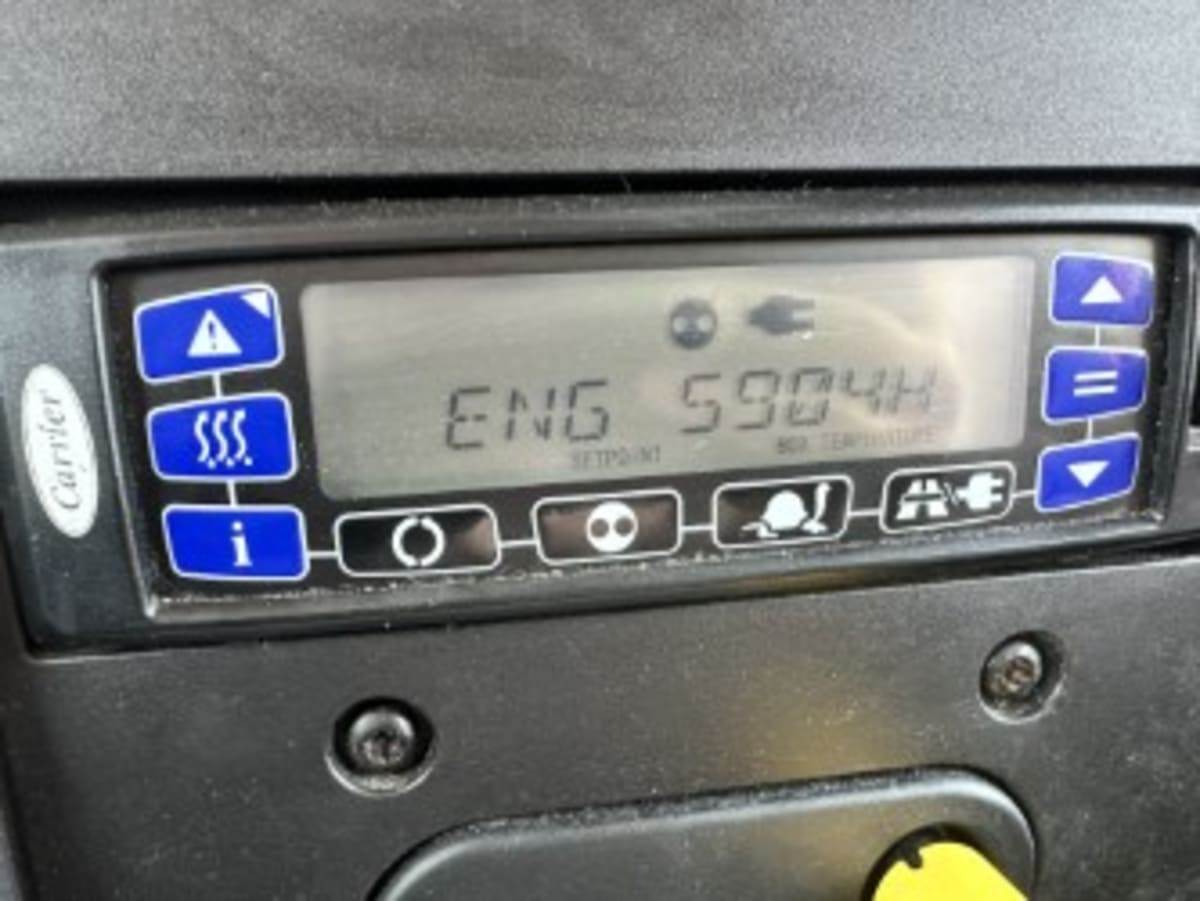 Carrier
ENG 5904H
SETPOINT BOX TEMPERATURE
i